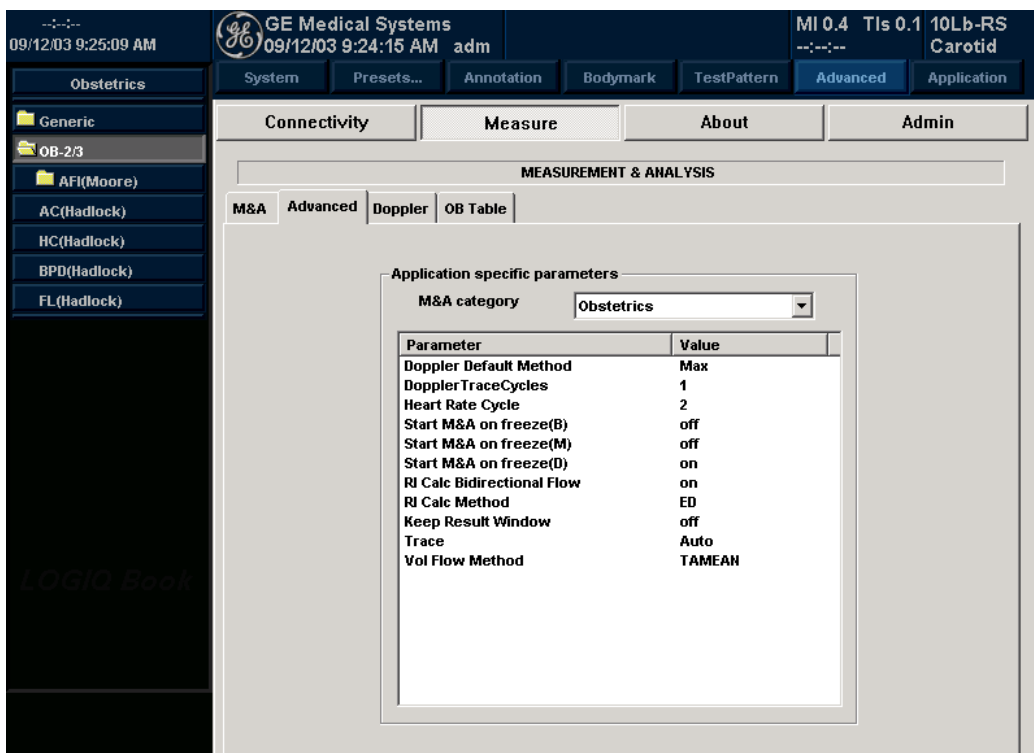 --:--:--
09/12/03 9:25:09 AM
GE Medical Systems
09/12/03 9:24:15 AM adm
MI 0.4 TIs 0.1 10Lb-RS
--:--:-- Carotid
Obstetrics
System Presets... Annotation Bodymark TestPattern Advanced Application
Generic
OB-2/3
AFI(Moore)
AC(Hadlock)
HC(Hadlock)
BPD(Hadlock)
FL(Hadlock)
LOGIQ Book
Connectivity Measure About Admin
MEASUREMENT & ANALYSIS
M&A Advanced Doppler OB Table
Application specific parameters
M&A category Obstetrics
Parameter Value
Doppler Default Method Max
DopplerTraceCycles 1
Heart Rate Cycle 2
Start M&A on freeze(B) off
Start M&A on freeze(M) off
Start M&A on freeze(D) on
RI Calc Bidirectional Flow on
RI Calc Method ED
Keep Result Window off
Trace Auto
Vol Flow Method TAMEAN